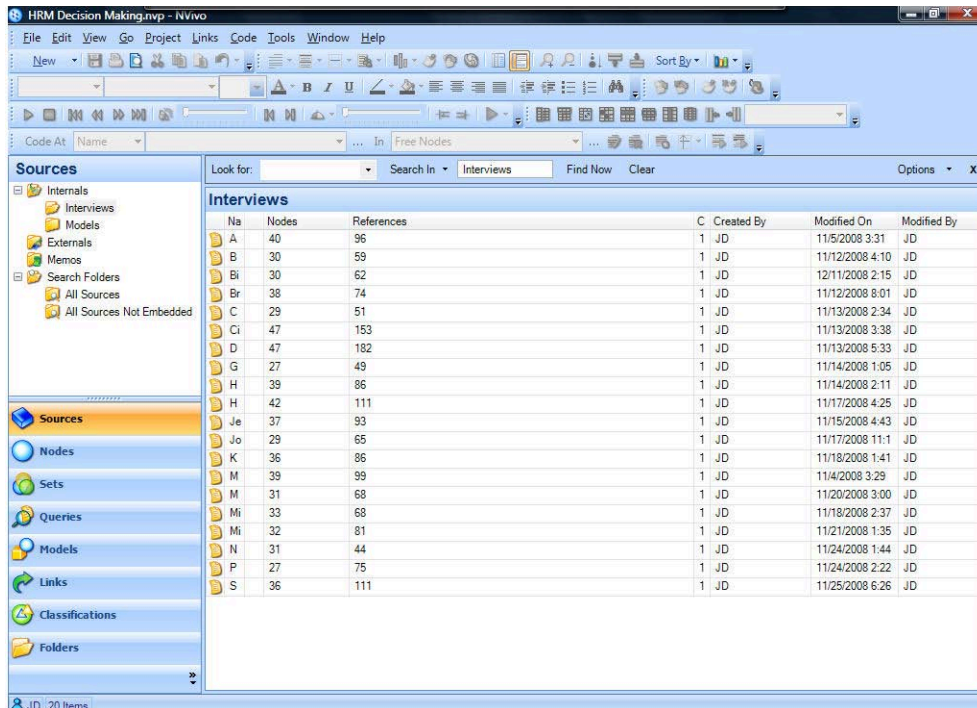 HRM Decision Making.nvp - NVivo
File Edit View Go Project Links Code Tools Window Help
New Sort By
A B I U
Code At Name ... In Free Nodes ...
Sources
Look for: Search In Interviews Find Now Clear Options x
Internals
Interviews
Models
Externals
Memos
Search Folders
All Sources
All Sources Not Embedded
Interviews
Na Nodes References C Created By Modified On Modified By
A 40 96 1 JD 11/5/2008 3:31 JD
B 30 59 1 JD 11/12/2008 4:10 JD
Bi 30 62 1 JD 12/11/2008 2:15 JD
Br 38 74 1 JD 11/12/2008 8:01 JD
C 29 51 1 JD 11/13/2008 2:34 JD
Ci 47 153 1 JD 11/13/2008 3:38 JD
D 47 182 1 JD 11/13/2008 5:33 JD
G 27 49 1 JD 11/14/2008 1:05 JD
H 39 86 1 JD 11/14/2008 2:11 JD
H 42 111 1 JD 11/17/2008 4:25 JD
Je 37 93 1 JD 11/15/2008 4:43 JD
Jo 29 65 1 JD 11/17/2008 11:1 JD
K 36 86 1 JD 11/18/2008 1:41 JD
M 39 99 1 JD 11/4/2008 3:29 JD
M 31 68 1 JD 11/20/2008 3:00 JD
Mi 33 68 1 JD 11/18/2008 2:37 JD
Mi 32 81 1 JD 11/21/2008 1:35 JD
N 31 44 1 JD 11/24/2008 1:44 JD
P 27 75 1 JD 11/24/2008 2:22 JD
S 36 111 1 JD 11/25/2008 6:26 JD
Sources
Nodes
Sets
Queries
Models
Links
Classifications
Folders
JD 20 Items